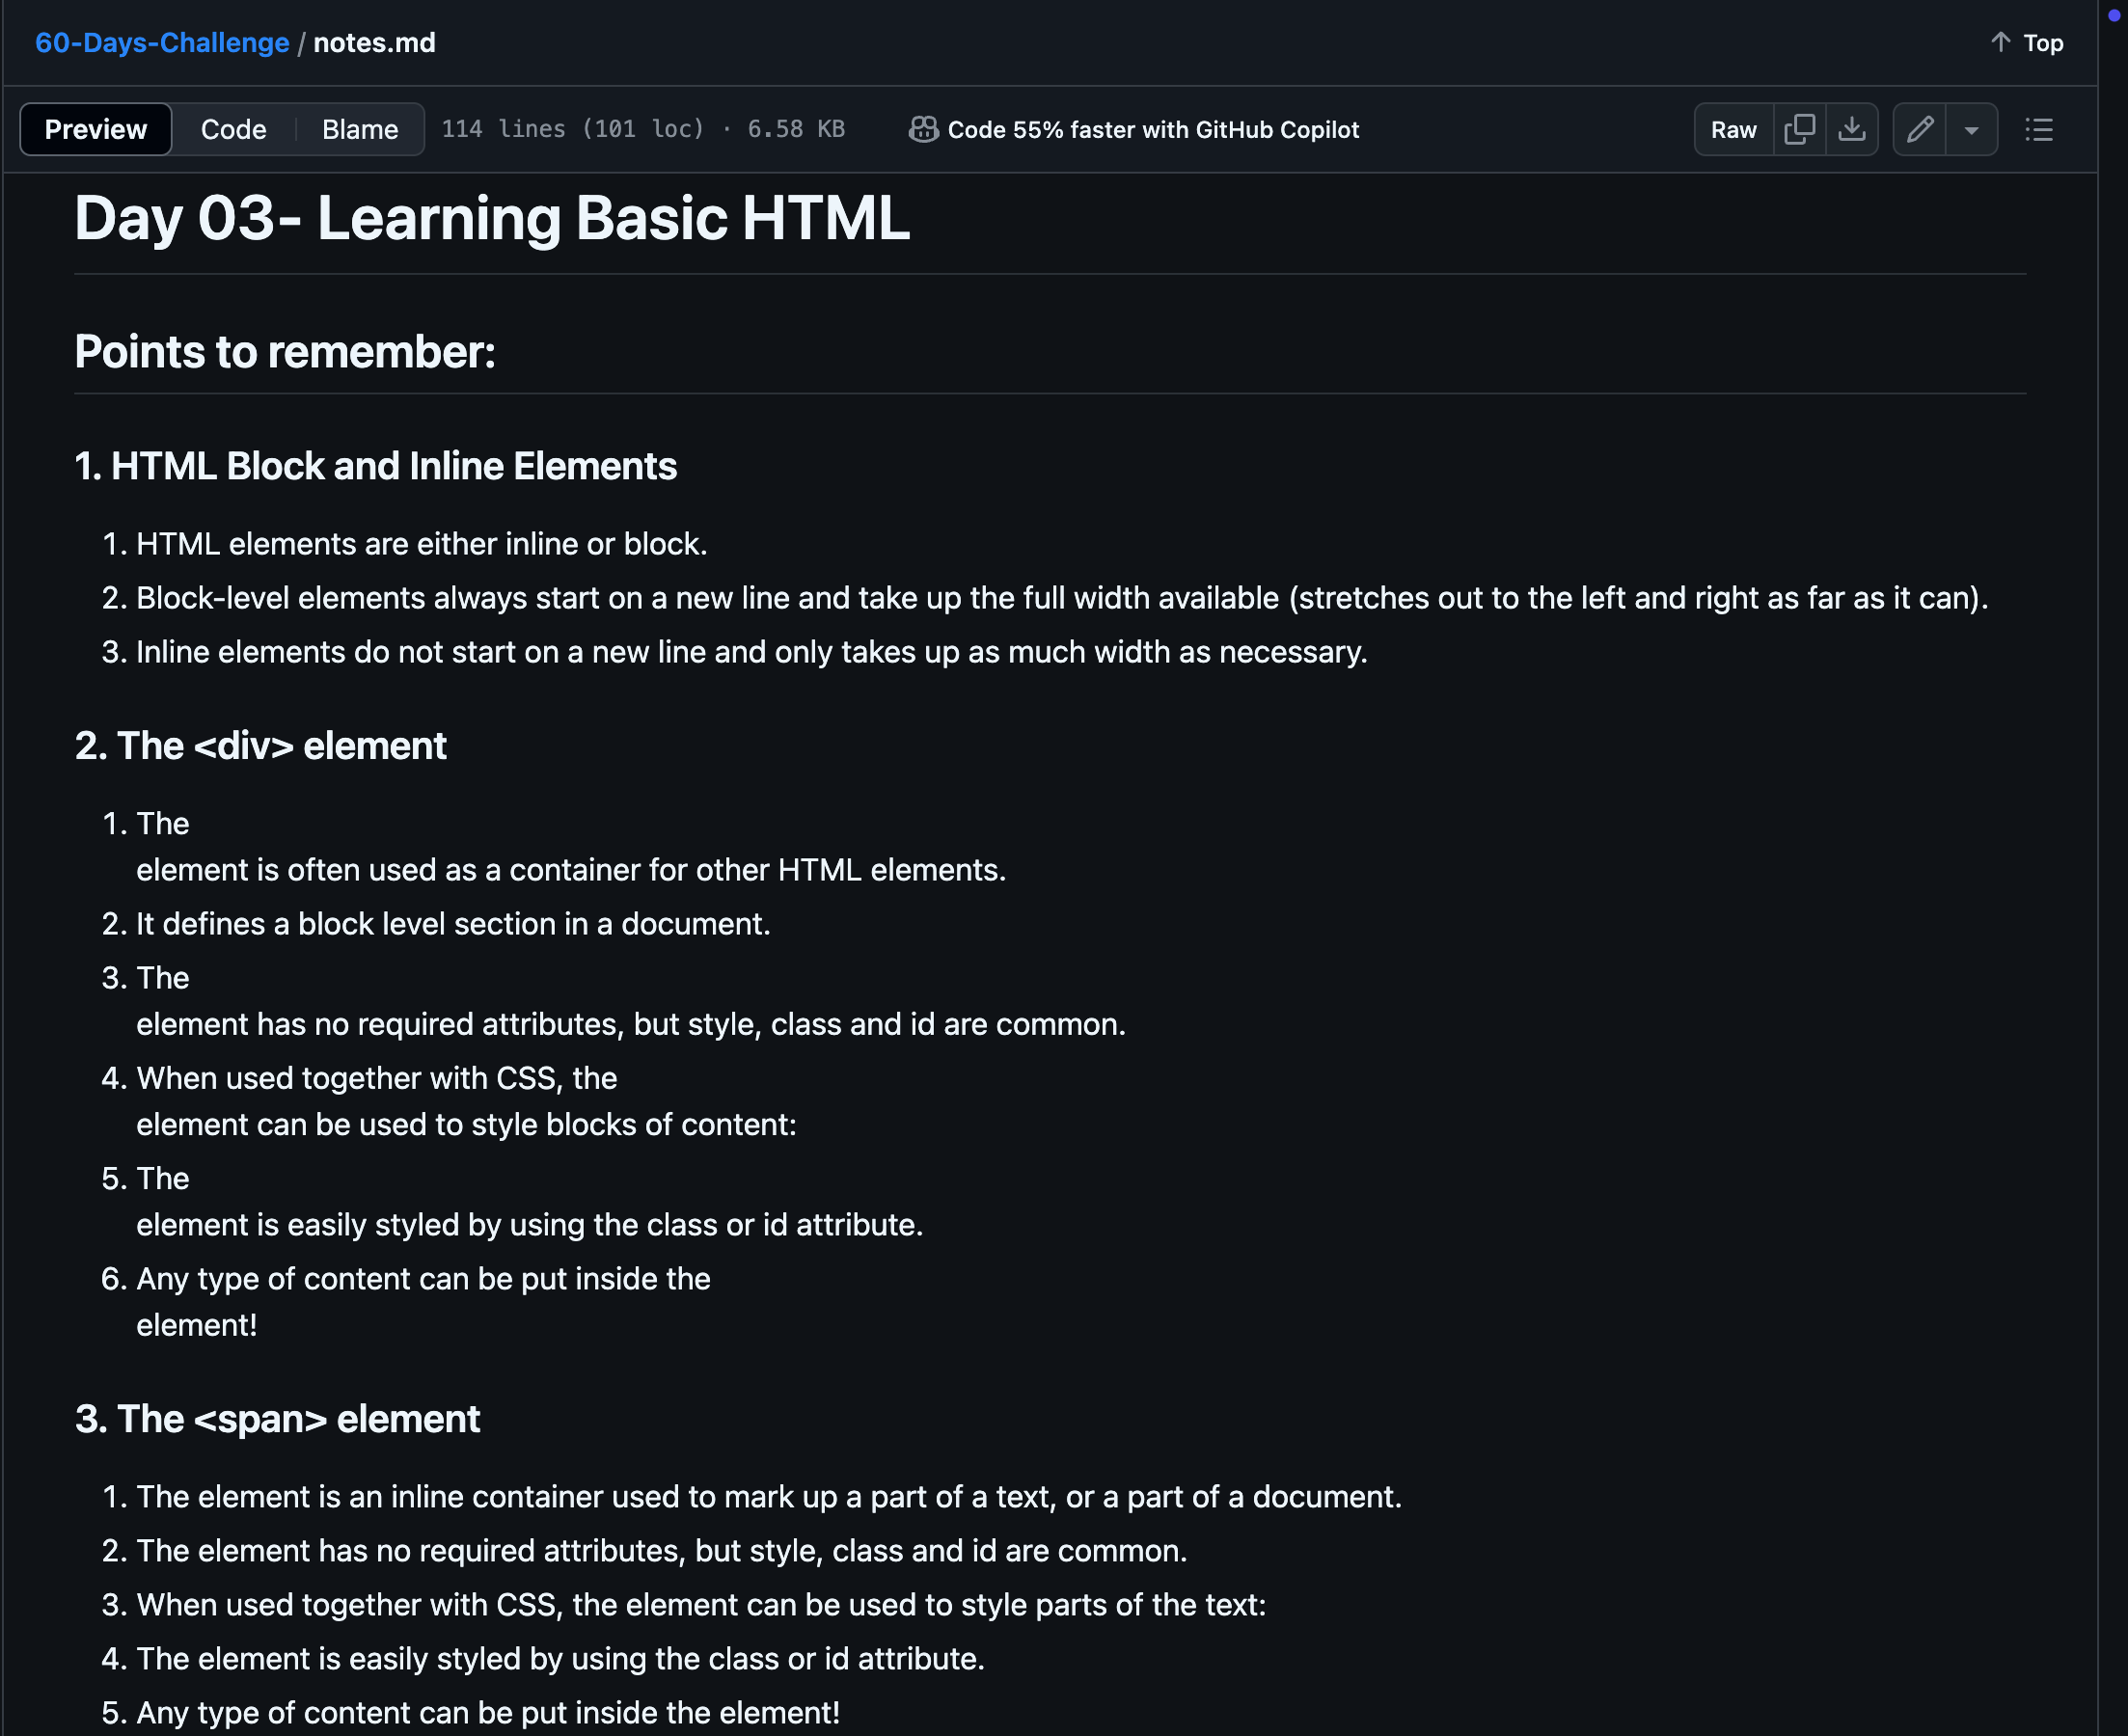 60-Days-Challenge / notes.md
↑ Top
Preview Code Blame 114 lines (101 loc) · 6.58 KB Code 55% faster with GitHub Copilot Raw
Day 03- Learning Basic HTML
Points to remember:
1. HTML Block and Inline Elements
1. HTML elements are either inline or block.
2. Block-level elements always start on a new line and take up the full width available (stretches out to the left and right as far as it can).
3. Inline elements do not start on a new line and only takes up as much width as necessary.
2. The <div> element
1. The
element is often used as a container for other HTML elements.
2. It defines a block level section in a document.
3. The
element has no required attributes, but style, class and id are common.
4. When used together with CSS, the
element can be used to style blocks of content:
5. The
element is easily styled by using the class or id attribute.
6. Any type of content can be put inside the
element!
3. The <span> element
1. The element is an inline container used to mark up a part of a text, or a part of a document.
2. The element has no required attributes, but style, class and id are common.
3. When used together with CSS, the element can be used to style parts of the text:
4. The element is easily styled by using the class or id attribute.
5. Any type of content can be put inside the element!